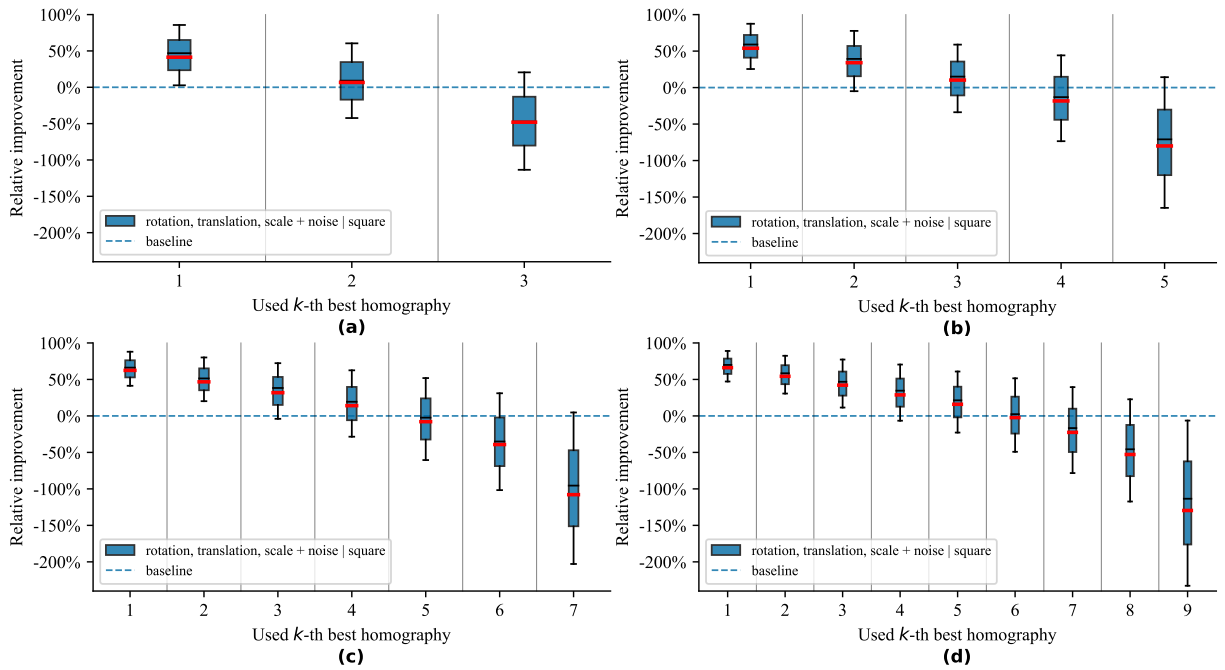 100%
50%
0%
-50%
-100%
-150%
-200%
Relative improvement
rotation, translation, scale + noise | square
baseline
1 2 3
Used k-th best homography
(a)
100%
50%
0%
-50%
-100%
-150%
-200%
Relative improvement
rotation, translation, scale + noise | square
baseline
1 2 3 4 5
Used k-th best homography
(b)
100%
50%
0%
-50%
-100%
-150%
-200%
Relative improvement
rotation, translation, scale + noise | square
baseline
1 2 3 4 5 6 7
Used k-th best homography
(c)
100%
50%
0%
-50%
-100%
-150%
-200%
Relative improvement
rotation, translation, scale + noise | square
baseline
1 2 3 4 5 6 7 8 9
Used k-th best homography
(d)